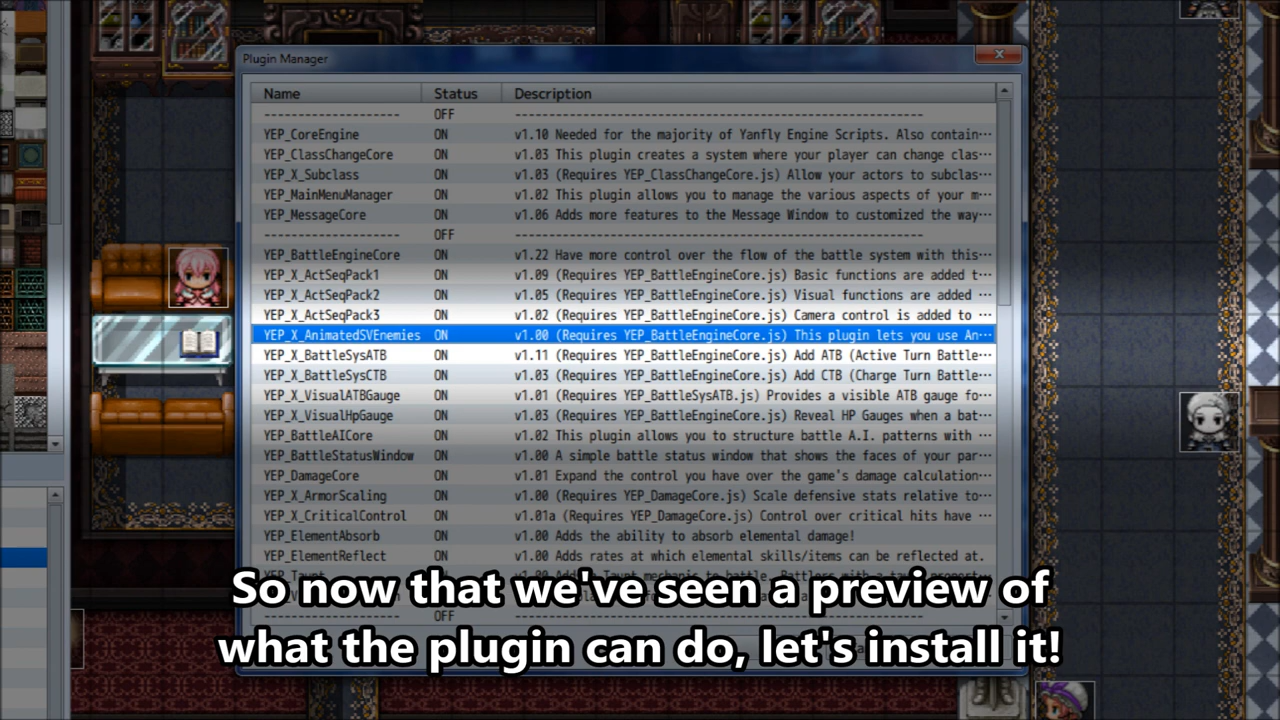 Plugin Manager
Name Status Description
-------------------- OFF ------------------------------------------------------------
YEP_CoreEngine ON v1.10 Needed for the majority of Yanfly Engine Scripts. Also contain···
YEP_ClassChangeCore ON v1.03 This plugin creates a system where your player can change clas···
YEP_X_Subclass ON v1.03 (Requires YEP_ClassChangeCore.js) Allow your actors to subclas···
YEP_MainMenuManager ON v1.02 This plugin allows you to manage the various aspects of your m···
YEP_MessageCore ON v1.06 Adds more features to the Message Window to customized the way···
-------------------- OFF ------------------------------------------------------------
YEP_BattleEngineCore ON v1.22 Have more control over the flow of the battle system with this···
YEP_X_ActSeqPack1 ON v1.09 (Requires YEP_BattleEngineCore.js) Basic functions are added t···
YEP_X_ActSeqPack2 ON v1.05 (Requires YEP_BattleEngineCore.js) Visual functions are added ···
YEP_X_ActSeqPack3 ON v1.02 (Requires YEP_BattleEngineCore.js) Camera control is added to ···
YEP_X_AnimatedSVEnemies ON v1.00 (Requires YEP_BattleEngineCore.js) This plugin lets you use An···
YEP_X_BattleSysATB ON v1.11 (Requires YEP_BattleEngineCore.js) Add ATB (Active Turn Battle···
YEP_X_BattleSysCTB ON v1.03 (Requires YEP_BattleEngineCore.js) Add CTB (Charge Turn Battle···
YEP_X_VisualATBGauge ON v1.01 (Requires YEP_BattleSysATB.js) Provides a visible ATB gauge fo···
YEP_X_VisualHpGauge ON v1.03 (Requires YEP_BattleEngineCore.js) Reveal HP Gauges when a bat···
YEP_BattleAICore ON v1.02 This plugin allows you to structure battle A.I. patterns with ···
YEP_BattleStatusWindow ON v1.00 A simple battle status window that shows the faces of your par···
YEP_DamageCore ON v1.01 Expand the control you have over the game's damage calculation···
YEP_X_ArmorScaling ON v1.00 (Requires YEP_DamageCore.js) Scale defensive stats relative to···
YEP_X_CriticalControl ON v1.01a (Requires YEP_DamageCore.js) Control over critical hits have ···
YEP_ElementAbsorb ON v1.00 Adds the ability to absorb elemental damage!
YEP_ElementReflect ON v1.00 Adds rates at which elemental skills/items can be reflected at.
-------------------- OFF ------------------------------------------------------------
So now that we've seen a preview of
what the plugin can do, let's install it!